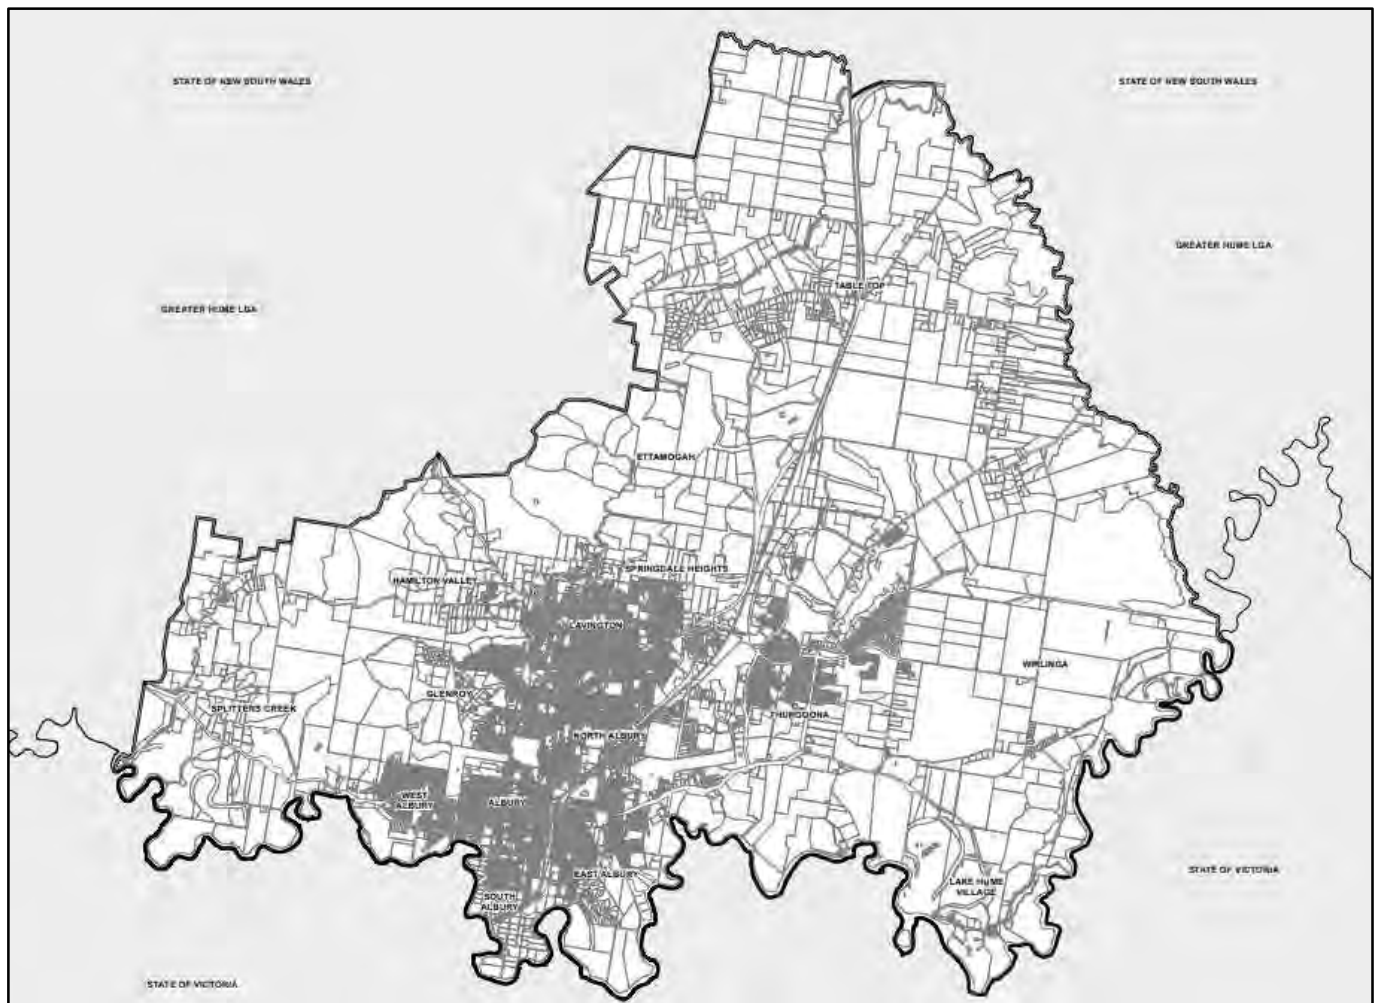 STATE OF NEW SOUTH WALES
STATE OF NEW SOUTH WALES
GREATER HUME LGA
TABLE TOP
GREATER HUME LGA
ETTAMOGAH
SPRINGDALE HEIGHTS
HAMILTON VALLEY
LAVINGTON
WIRLINGA
GLENROY
SPLITTERS CREEK
THURGOONA
NORTH ALBURY
WEST
ALBURY
ALBURY
EAST ALBURY
STATE OF VICTORIA
LAKE HUME
VILLAGE
SOUTH
ALBURY
STATE OF VICTORIA